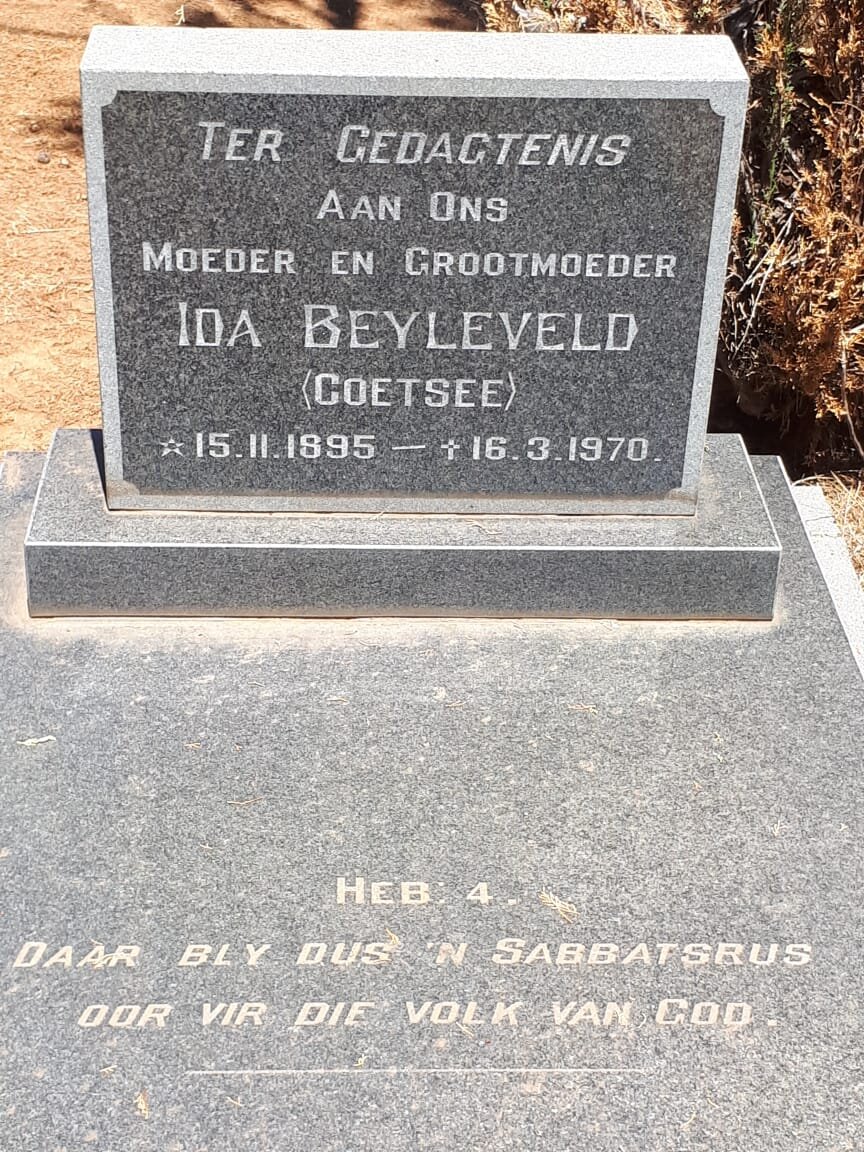 TER GEDAGTENIS
AAN ONS
MOEDER EN GROOTMOEDER
IDA BEYLEVELD
(COETSEE)
☆ 15.11.1895 — ✝ 16.3.1970.
HEB: 4.
DAAR BLY DUS 'N SABBATSRUS
OOR VIR DIE VOLK VAN GOD.